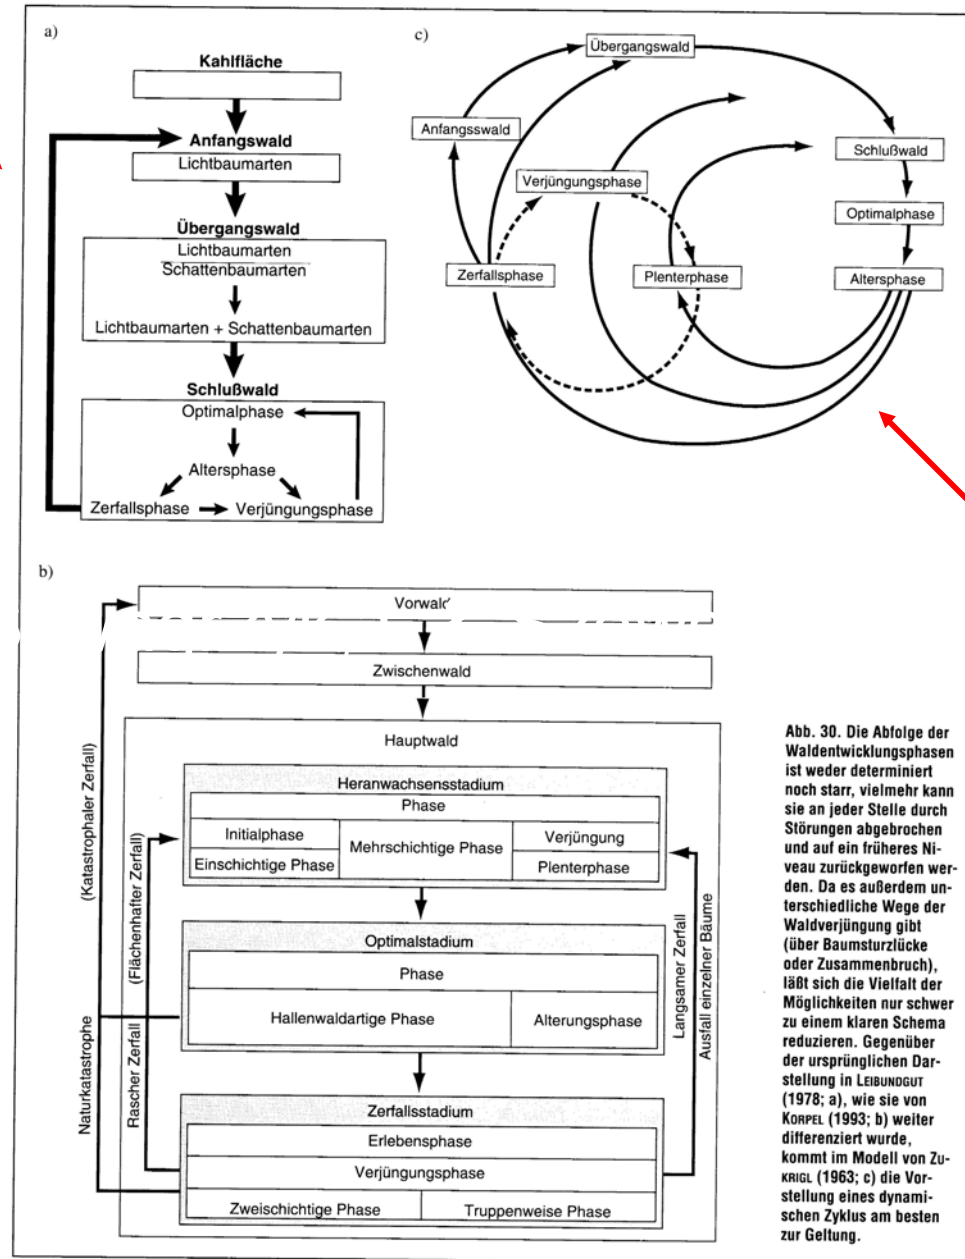 a)
Kahlfläche
Anfangswald
Lichtbaumarten
Übergangswald
Lichtbaumarten
Schattenbaumarten
Lichtbaumarten + Schattenbaumarten
Schlußwald
Optimalphase
Altersphase
Zerfallsphase
Verjüngungsphase
c)
Übergangswald
Anfangsswald
Schlußwald
Verjüngungsphase
Optimalphase
Zerfallsphase
Plenterphase
Altersphase
b)
Vorwald
Zwischenwald
Hauptwald
Heranwachsensstadium
Phase
Initialphase
Einschichtige Phase
Mehrschichtige Phase
Verjüngung
Plenterphase
Optimalstadium
Phase
Hallenwaldartige Phase
Alterungsphase
Zerfallsstadium
Erlebensphase
Verjüngungsphase
Zweischichtige Phase
Truppenweise Phase
Naturkatastrophe
(Katastrophaler Zerfall)
Rascher Zerfall
(Flächenhafter Zerfall)
Langsamer Zerfall
Ausfall einzelner Bäume
Abb. 30. Die Abfolge der
Waldentwicklungsphasen
ist weder determiniert
noch starr, vielmehr kann
sie an jeder Stelle durch
Störungen abgebrochen
und auf ein früheres Ni-
veau zurückgeworfen wer-
den. Da es außerdem un-
terschiedliche Wege der
Waldverjüngung gibt
(über Baumsturzlücke
oder Zusammenbruch),
läßt sich die Vielfalt der
Möglichkeiten nur schwer
zu einem klaren Schema
reduzieren. Gegenüber
der ursprünglichen Dar-
stellung in LEIBUNDGUT
(1978; a), wie sie von
KORPEL (1993; b) weiter
differenziert wurde,
kommt im Modell von ZU-
KRIGL (1963; c) die Vor-
stellung eines dynami-
schen Zyklus am besten
zur Geltung.